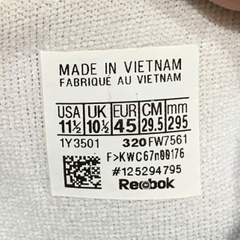 MADE IN VIETNAM
FABRIQUÉ AU VIETNAM
USA UK EUR CM mm
11½ 10½ 45 29.5 295
1Y3501 320 FW7561
F>KWC67n00176
#125294795
Reebok